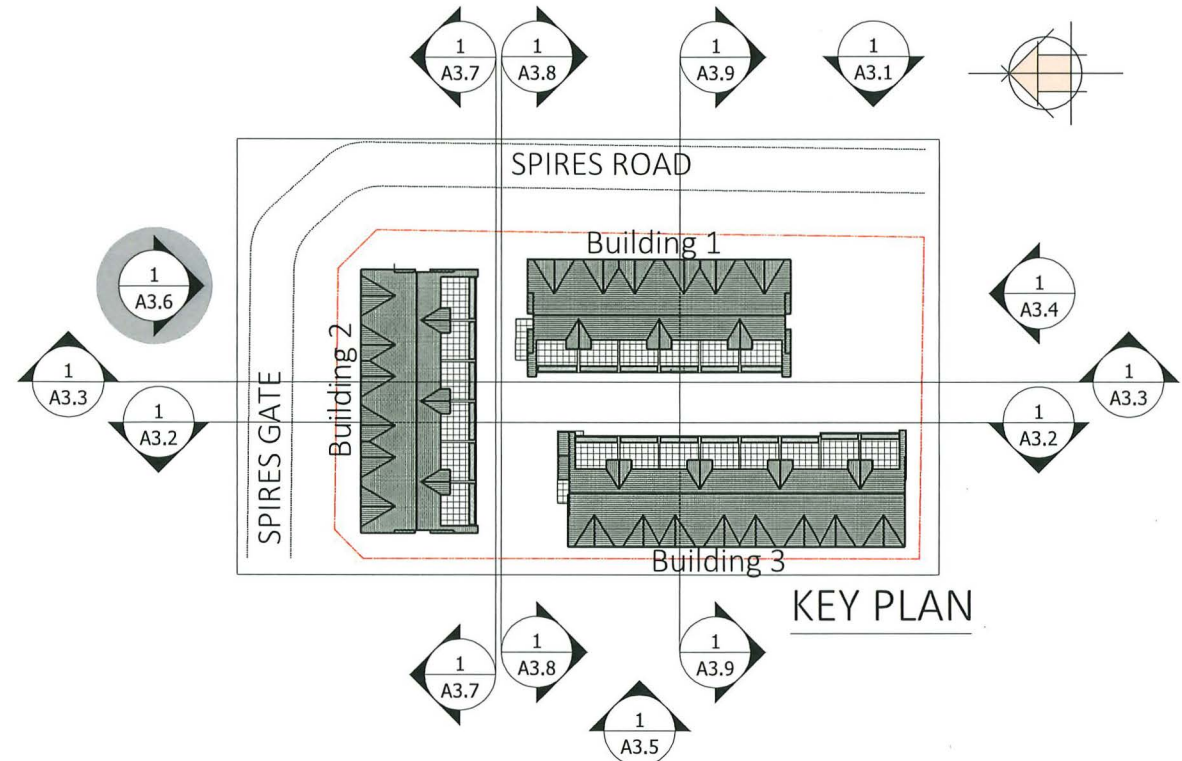 1
A3.7
1
A3.8
1
A3.9
1
A3.1
SPIRES ROAD
Building 1
1
A3.6
1
A3.4
Building 2
SPIRES GATE
1
A3.3
1
A3.3
1
A3.2
1
A3.2
Building 3
KEY PLAN
1
A3.7
1
A3.8
1
A3.9
1
A3.5